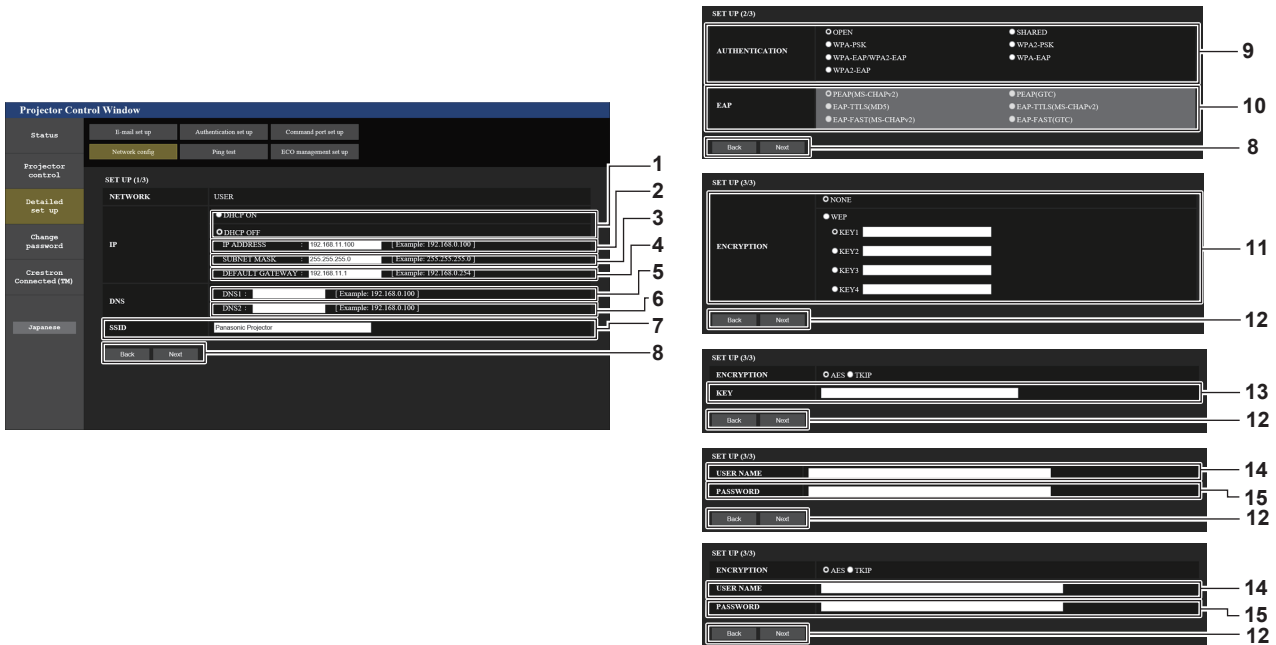 Projector Control Window
Status
Projector
control
Detailed
set up
Change
password
Crestron
Connected(TM)
Japanese
E-mail set up Authentication set up Command port set up
Network config Ping test ECO management set up
SET UP (1/3)
NETWORK USER
IP
DHCP ON
DHCP OFF
IP ADDRESS : 192.168.11.100 [ Example: 192.168.0.100 ]
SUBNET MASK : 255.255.255.0 [ Example: 255.255.255.0 ]
DEFAULT GATEWAY : 192.168.11.1 [ Example: 192.168.0.254 ]
DNS
DNS1 : [ Example: 192.168.0.100 ]
DNS2 : [ Example: 192.168.0.100 ]
SSID Panasonic Projector
Back Next
1
2
3
4
5
6
7
8
SET UP (2/3)
AUTHENTICATION
OPEN SHARED
WPA-PSK WPA2-PSK
WPA-EAP/WPA2-EAP WPA-EAP
WPA2-EAP
9
EAP
PEAP(MS-CHAPv2) PEAP(GTC)
EAP-TTLS(MD5) EAP-TTLS(MS-CHAPv2)
EAP-FAST(MS-CHAPv2) EAP-FAST(GTC)
10
Back Next 8
SET UP (3/3)
ENCRYPTION
NONE
WEP
KEY1
KEY2
KEY3
KEY4
11
Back Next 12
SET UP (3/3)
ENCRYPTION AES TKIP
KEY 13
Back Next 12
SET UP (3/3)
USER NAME 14
PASSWORD 15
Back Next 12
SET UP (3/3)
ENCRYPTION AES TKIP
USER NAME 14
PASSWORD 15
Back Next 12